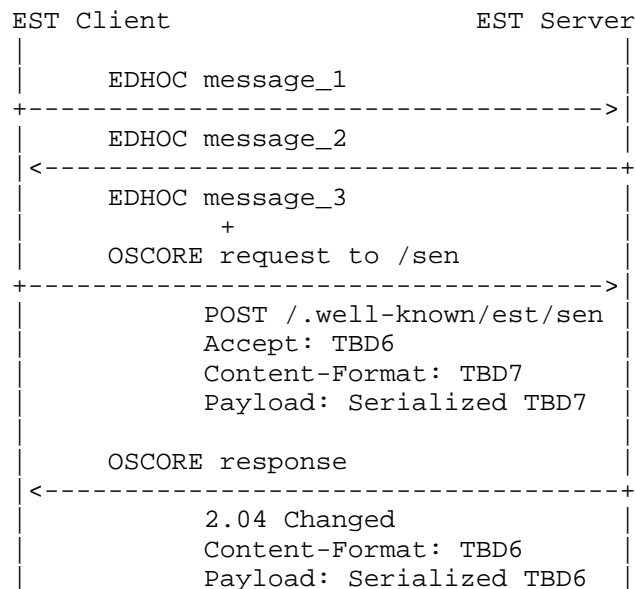 EST Client                       EST Server
|                                         |
|     EDHOC message_1                     |
+---------------------------------------->|
|     EDHOC message_2                     |
|<----------------------------------------+
|     EDHOC message_3                     |
|            +                            |
|     OSCORE request to /sen              |
+---------------------------------------->|
|           POST /.well-known/est/sen     |
|           Accept: TBD6                  |
|           Content-Format: TBD7          |
|           Payload: Serialized TBD7      |
|                                         |
|     OSCORE response                     |
|<----------------------------------------+
|           2.04 Changed                  |
|           Content-Format: TBD6          |
|           Payload: Serialized TBD6      |